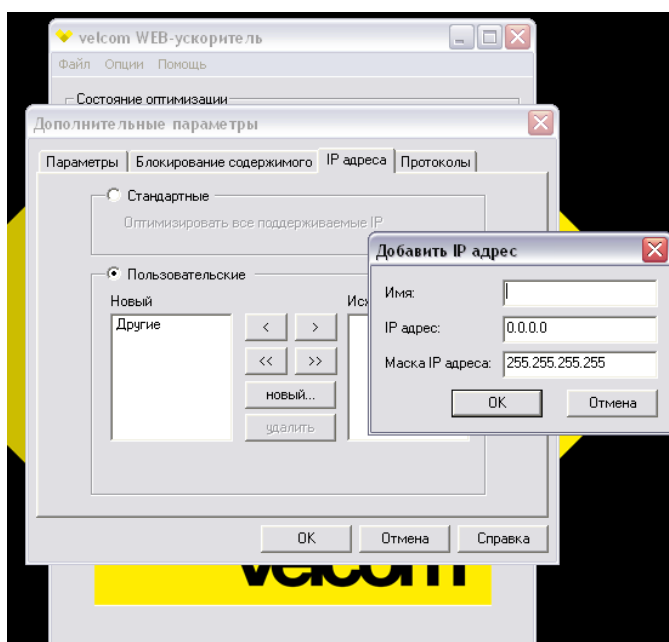 velcom WEB-ускоритель
Файл Опции Помощь
Состояние оптимизации
Дополнительные параметры
Параметры Блокирование содержимого IP адреса Протоколы
Стандартные
Оптимизировать все поддерживаемые IP
Добавить IP адрес
Пользовательские
Имя:
Новый
Другие
< >
IP адрес: 0.0.0.0
<< >>
Маска IP адреса: 255.255.255.255
новый...
OK Отмена
удалить
OK Отмена Справка
velcom